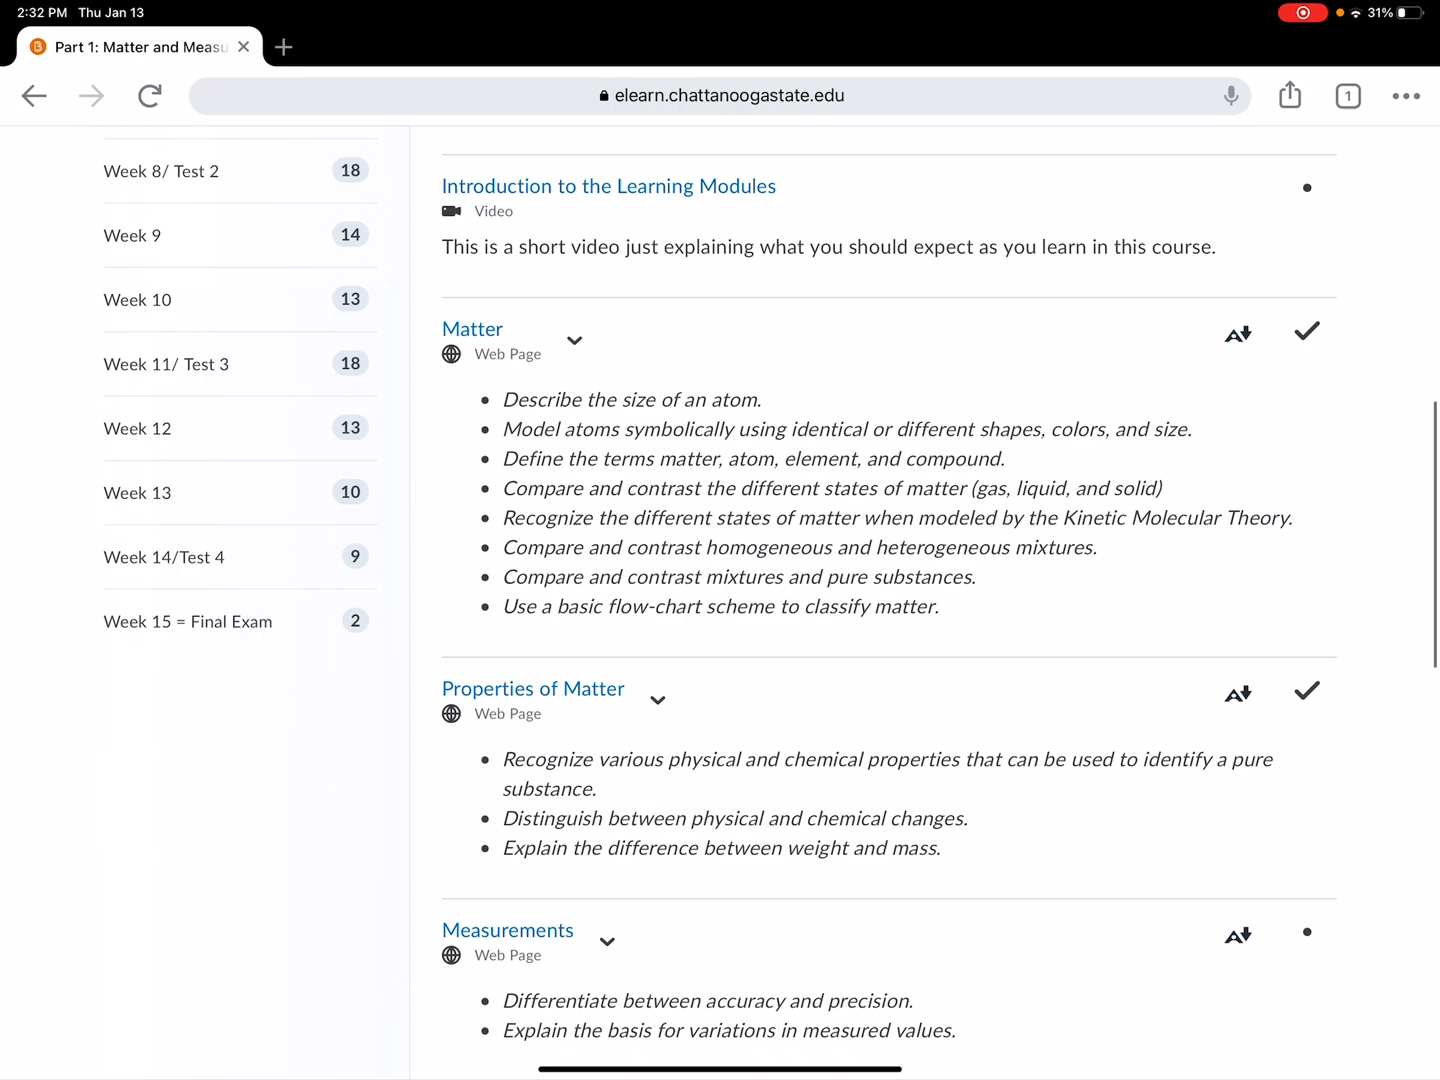 2:32 PM Thu Jan 13
31%
Part 1: Matter and Measu
elearn.chattanoogastate.edu
1
Week 8/ Test 2 18
Week 9 14
Week 10 13
Week 11/ Test 3 18
Week 12 13
Week 13 10
Week 14/Test 4 9
Week 15 = Final Exam 2
Introduction to the Learning Modules
Video
This is a short video just explaining what you should expect as you learn in this course.
Matter
Web Page
Describe the size of an atom.
Model atoms symbolically using identical or different shapes, colors, and size.
Define the terms matter, atom, element, and compound.
Compare and contrast the different states of matter (gas, liquid, and solid)
Recognize the different states of matter when modeled by the Kinetic Molecular Theory.
Compare and contrast homogeneous and heterogeneous mixtures.
Compare and contrast mixtures and pure substances.
Use a basic flow-chart scheme to classify matter.
Properties of Matter
Web Page
Recognize various physical and chemical properties that can be used to identify a pure
substance.
Distinguish between physical and chemical changes.
Explain the difference between weight and mass.
Measurements
Web Page
Differentiate between accuracy and precision.
Explain the basis for variations in measured values.